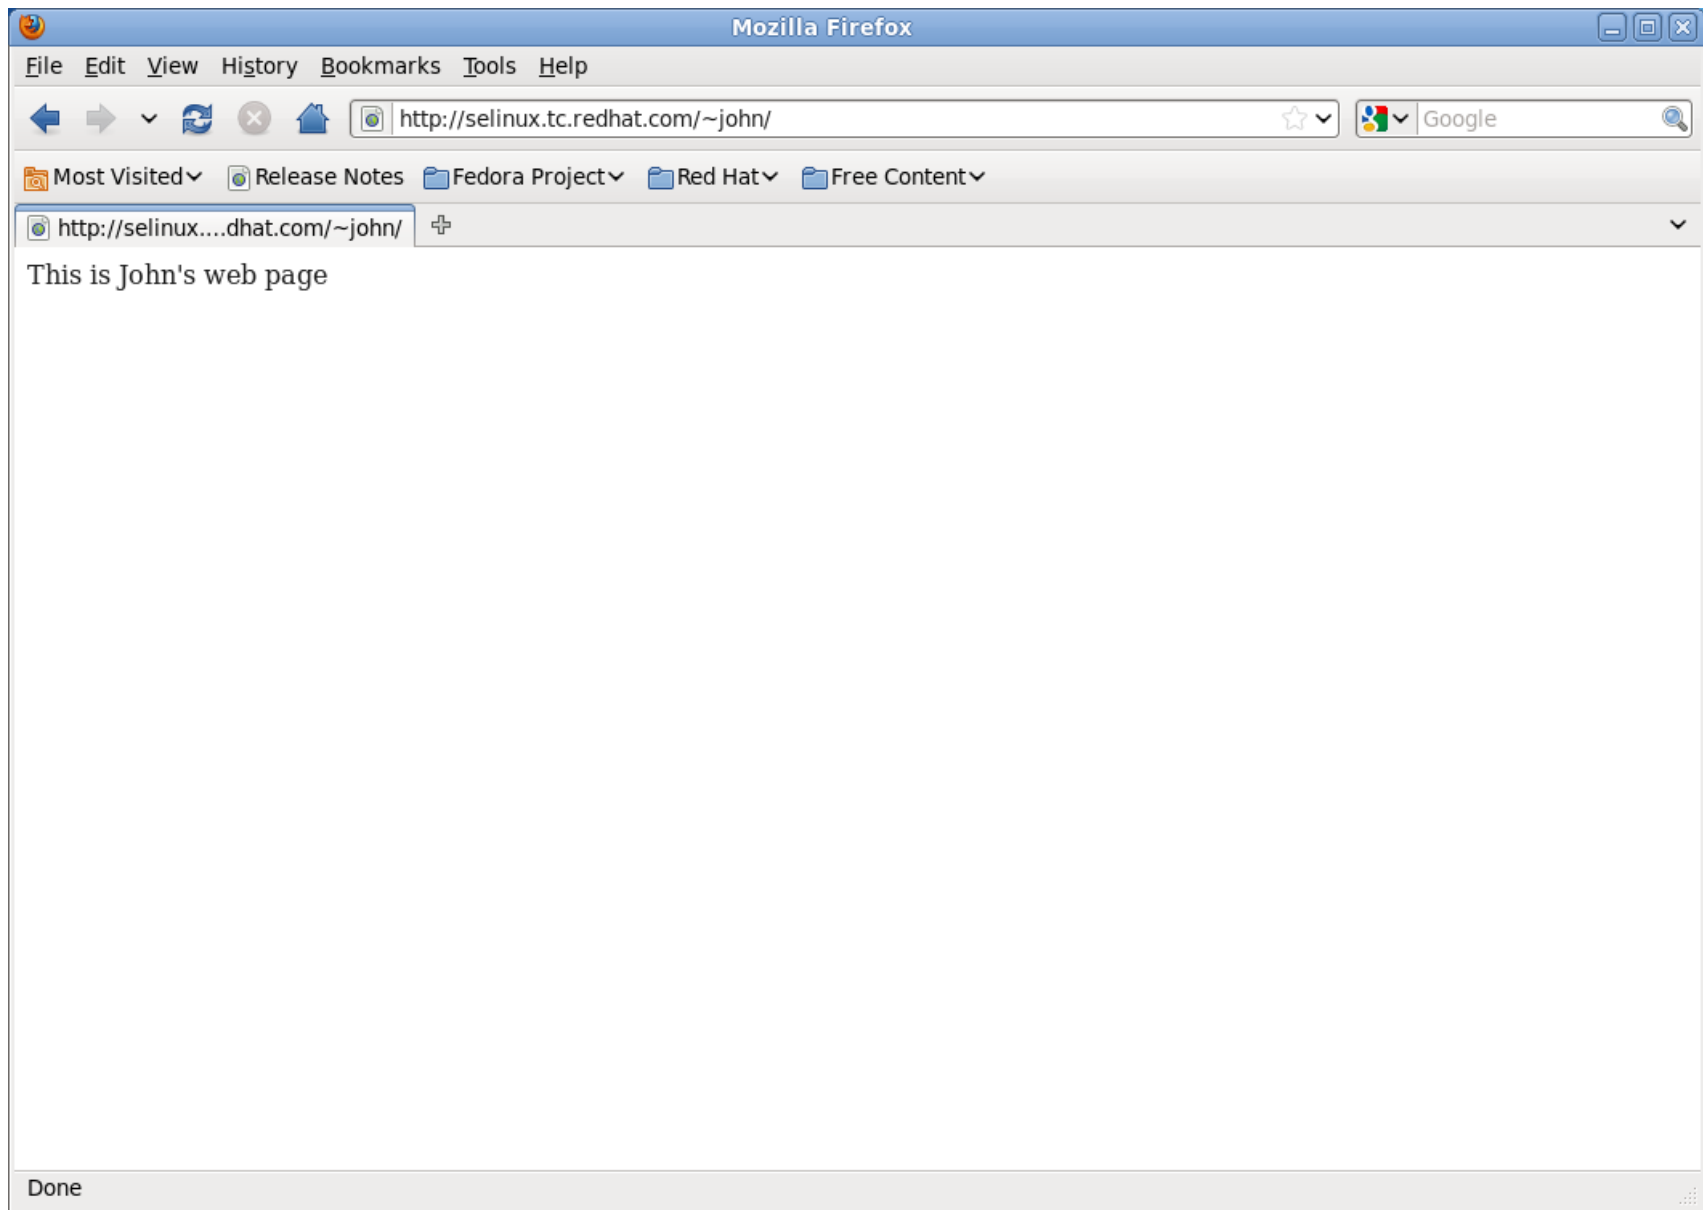 Mozilla Firefox
File Edit View History Bookmarks Tools Help
http://selinux.tc.redhat.com/~john/ Google
Most Visited Release Notes Fedora Project Red Hat Free Content
http://selinux....dhat.com/~john/
This is John's web page
Done